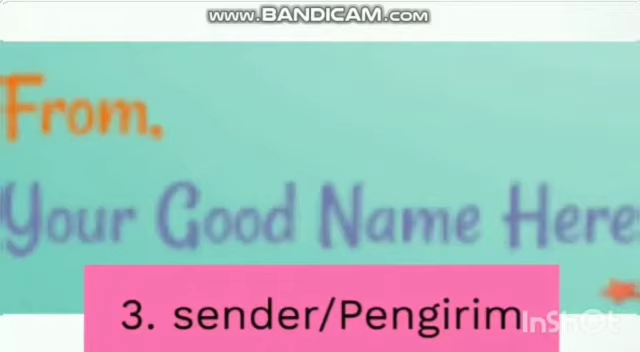 www.BANDICAM.com
From,
Your Good Name Here
3. sender/Pengirim
InShOt